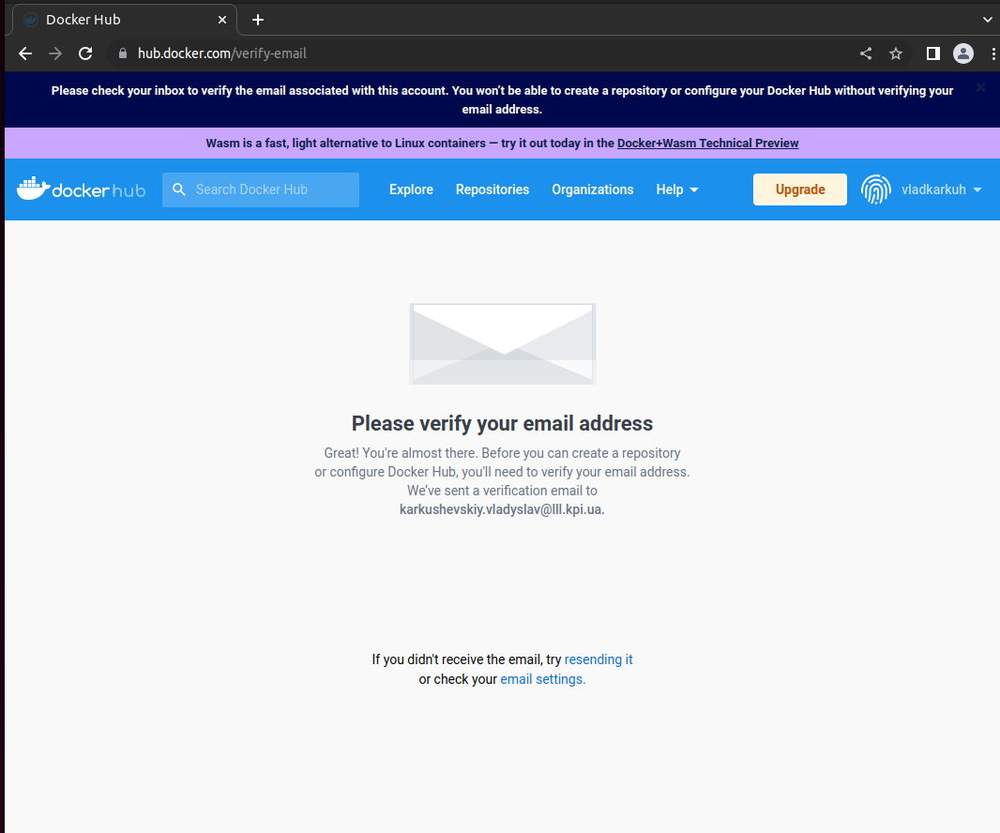 Docker Hub
hub.docker.com/verify-email
Please check your inbox to verify the email associated with this account. You won't be able to create a repository or configure your Docker Hub without verifying your
email address.
Wasm is a fast, light alternative to Linux containers — try it out today in the Docker+Wasm Technical Preview
dockerhub Search Docker Hub Explore Repositories Organizations Help Upgrade vladkarkuh
Please verify your email address
Great! You're almost there. Before you can create a repository
or configure Docker Hub, you'll need to verify your email address.
We've sent a verification email to
karkushevskiy.vladyslav@lll.kpi.ua.
If you didn't receive the email, try resending it
or check your email settings.